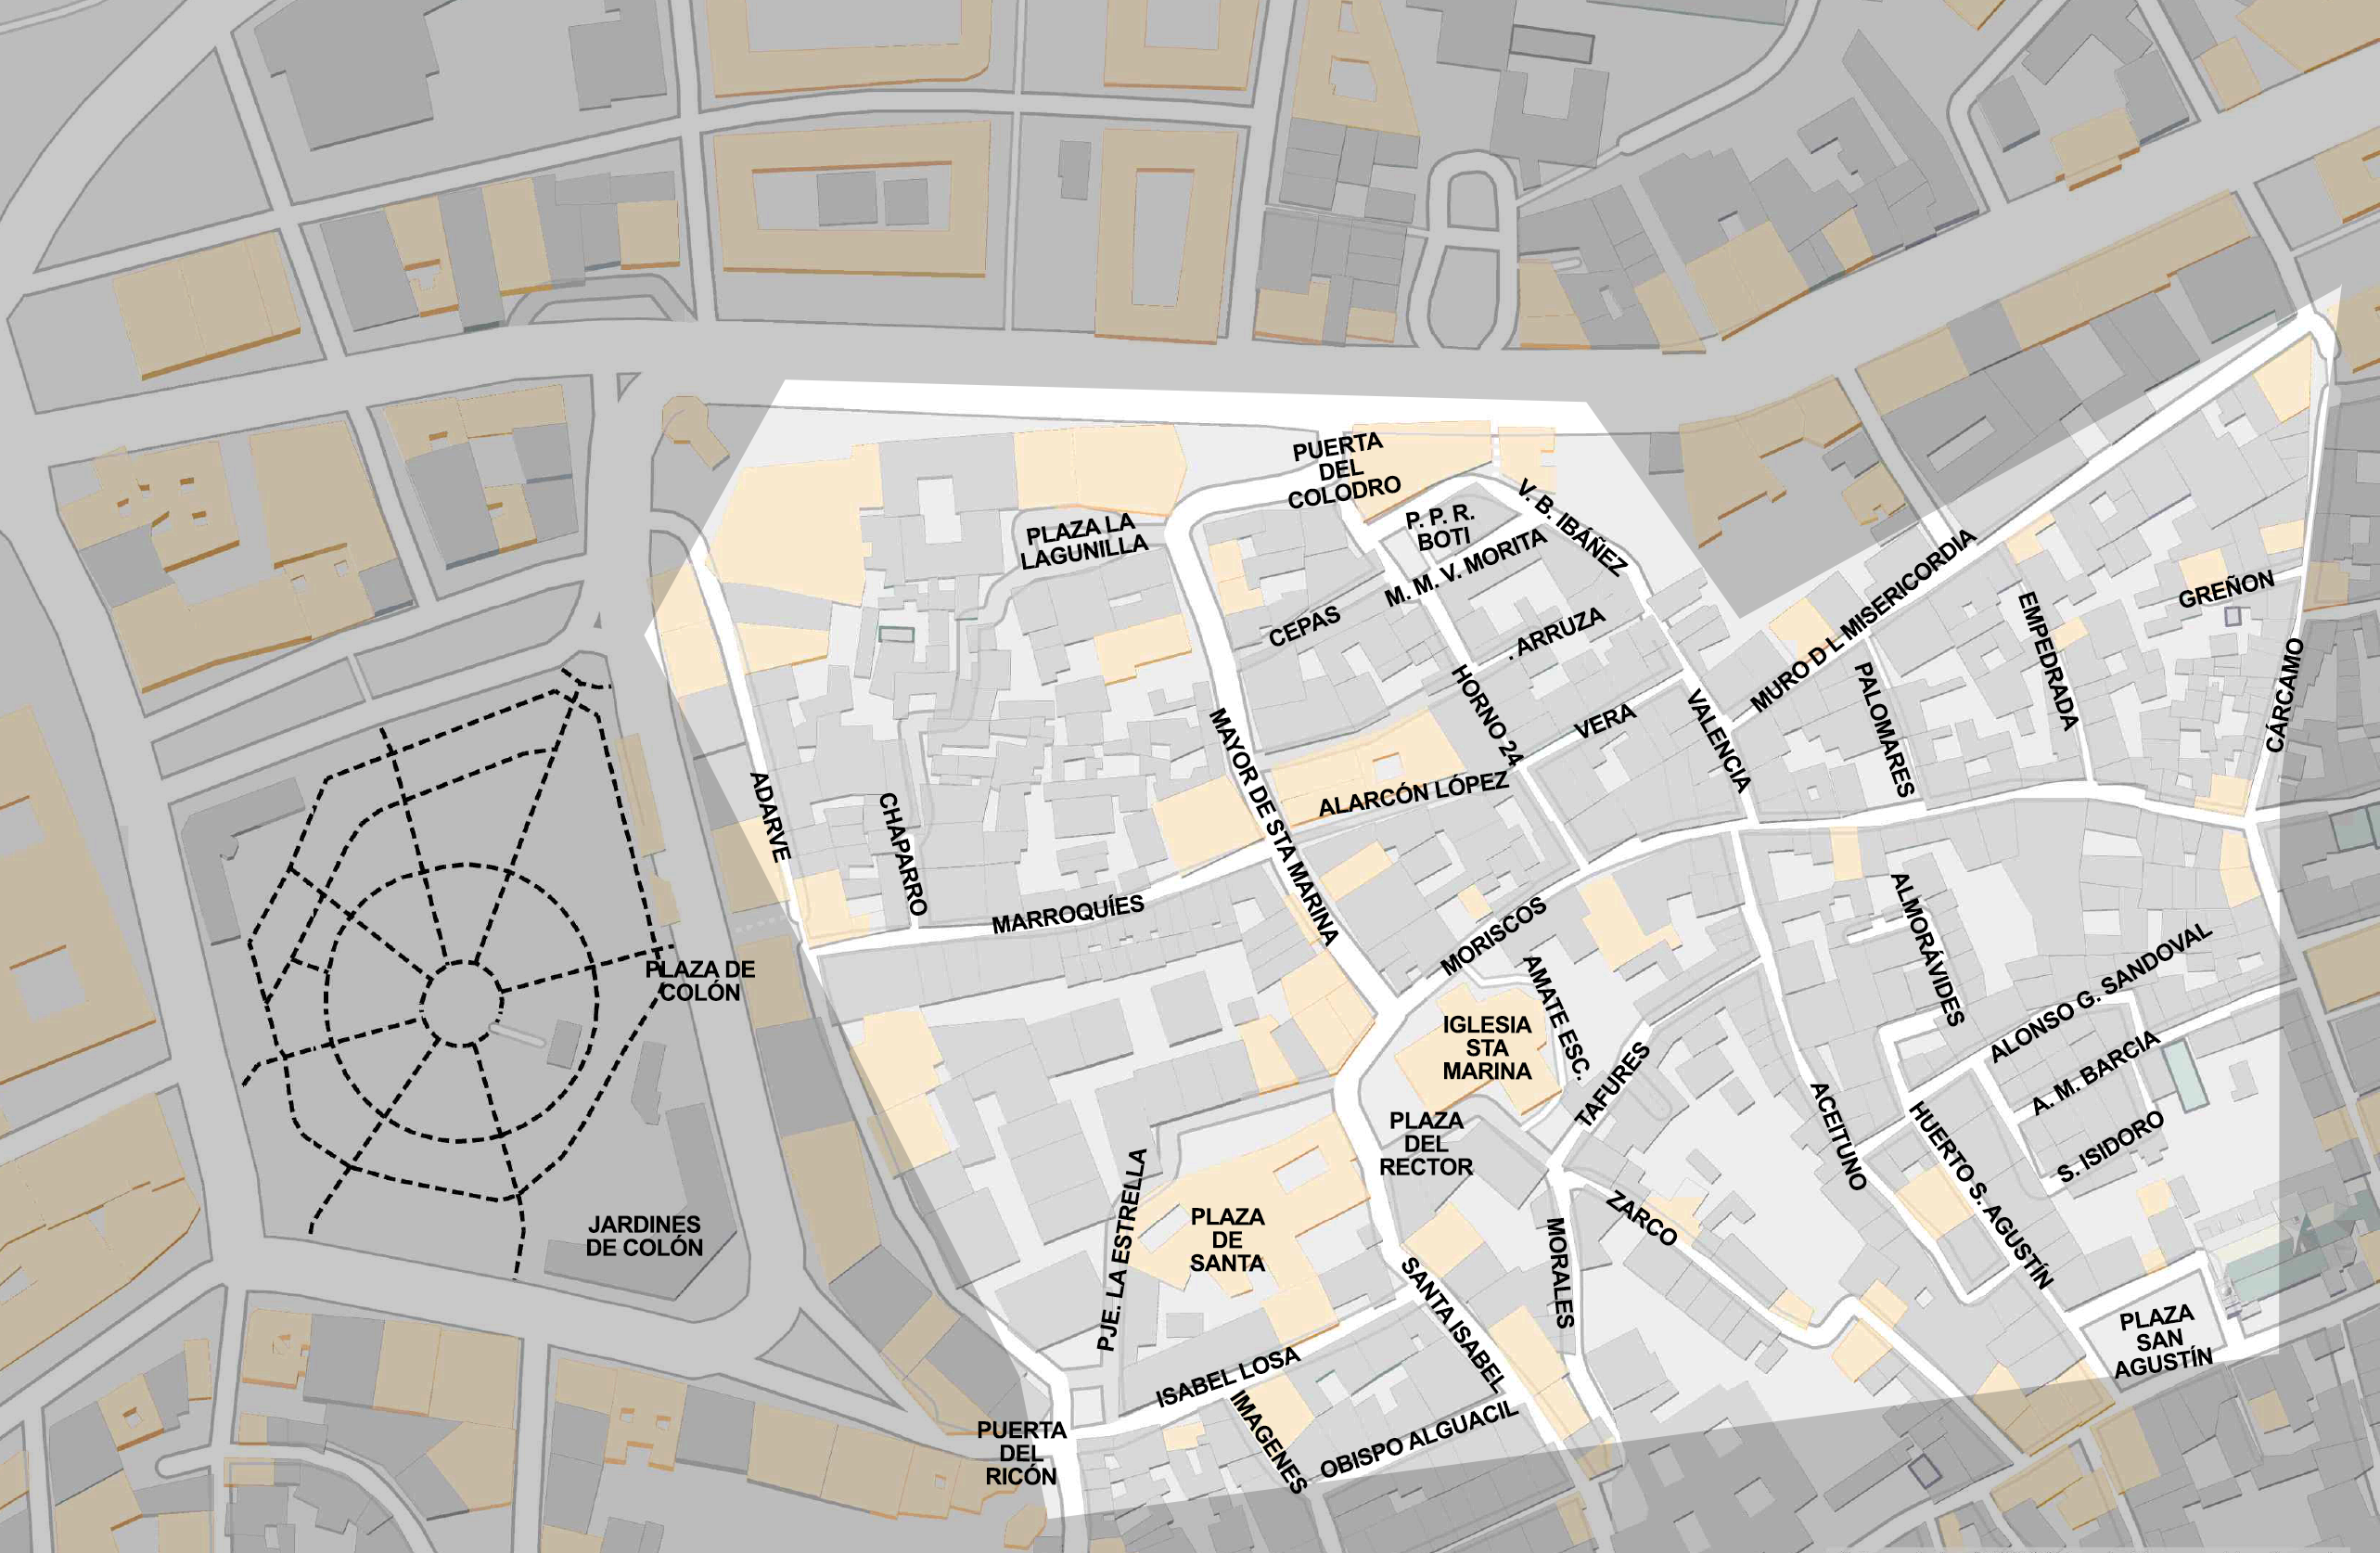 PUERTA
DEL
COLODRO
V. B. IBÁÑEZ
P. P. R.
BOTI
PLAZA LA
LAGUNILLA
M. M. V. MORITA
CEPAS
. ARRUZA
MURO D L MISERICORDIA
GREÑON
EMPEDRADA
CÁRCAMO
PALOMARES
HORNO 24
VERA
VALENCIA
MAYOR DE STA MARINA
ADARVE
CHAPARRO
ALARCÓN LÓPEZ
MARROQUÍES
MORISCOS
ALMORÁVIDES
AMATE ESC.
ALONSO G. SANDOVAL
PLAZA DE
COLÓN
IGLESIA
STA
MARINA
TAFURES
A. M. BARCIA
ACEITUNO
HUERTO S. AGUSTÍN
S. ISIDORO
PLAZA
DEL
RECTOR
PJE. LA ESTRELLA
PLAZA
DE
SANTA
ZARCO
MORALES
JARDINES
DE COLÓN
SANTA ISABEL
PLAZA
SAN
AGUSTÍN
ISABEL LOSA
IMAGENES
OBISPO ALGUACIL
PUERTA
DEL
RICÓN